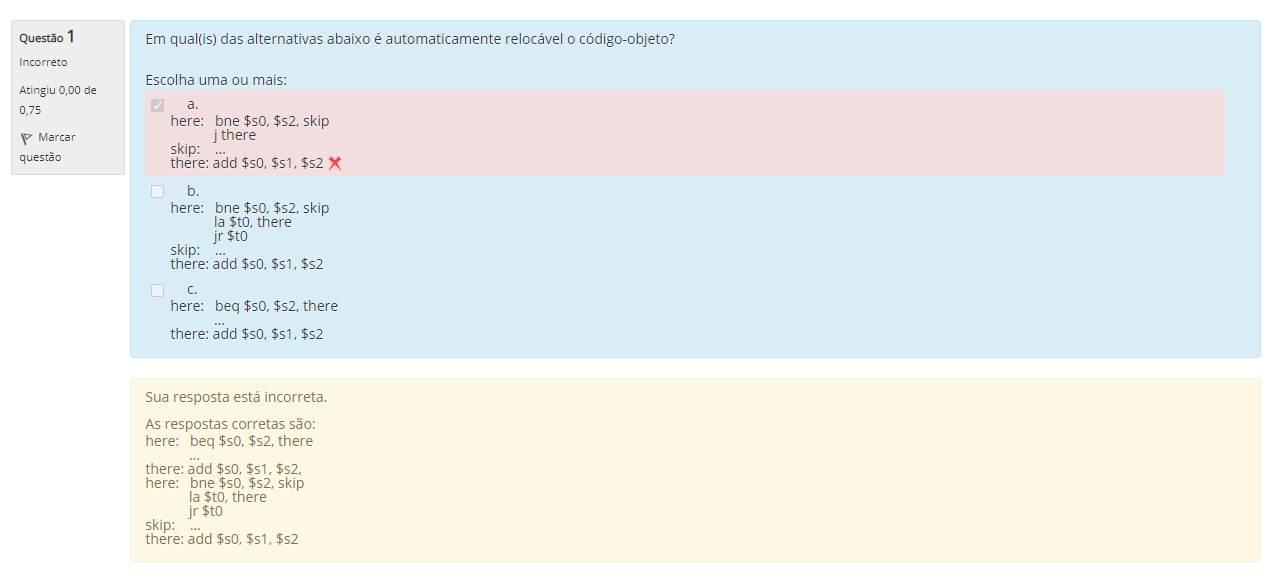 Questão 1
Incorreto
Atingiu 0,00 de
0,75
Marcar
questão
Em qual(is) das alternativas abaixo é automaticamente relocável o código-objeto?
Escolha uma ou mais:
a.
here: bne $s0, $s2, skip
j there
skip: ...
there: add $s0, $s1, $s2
b.
here: bne $s0, $s2, skip
la $t0, there
jr $t0
skip: ...
there: add $s0, $s1, $s2
c.
here: beq $s0, $s2, there
...
there: add $s0, $s1, $s2
Sua resposta está incorreta.
As respostas corretas são:
here: beq $s0, $s2, there
...
there: add $s0, $s1, $s2,
here: bne $s0, $s2, skip
la $t0, there
jr $t0
skip: ...
there: add $s0, $s1, $s2